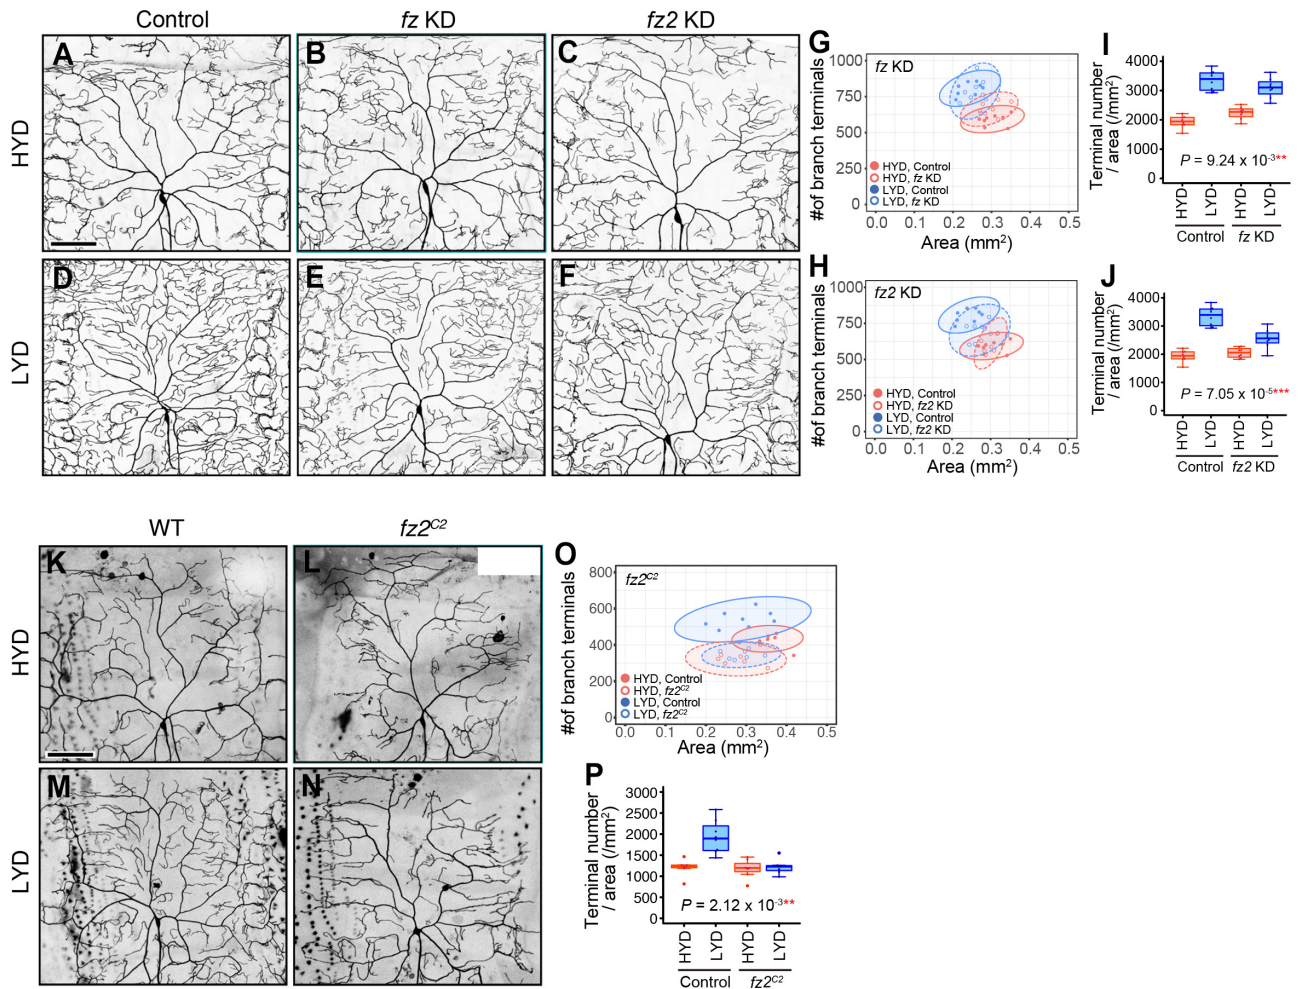 Control
fz KD
fz2 KD
HYD
LYD
A
B
C
D
E
F
G
#of branch terminals
1000
750
500
250
0
fz KD
HYD, Control
HYD, fz KD
LYD, Control
LYD, fz KD
0.0 0.1 0.2 0.3 0.4 0.5
Area (mm2)
I
Terminal number
/ area (/mm2)
4000
3000
2000
1000
0
P = 9.24 x 10-3**
HYD LYD HYD LYD
Control fz KD
H
#of branch terminals
1000
750
500
250
0
fz2 KD
HYD, Control
HYD, fz2 KD
LYD, Control
LYD, fz2 KD
0.0 0.1 0.2 0.3 0.4 0.5
Area (mm2)
J
Terminal number
/ area (/mm2)
4000
3000
2000
1000
0
P = 7.05 x 10-5***
HYD LYD HYD LYD
Control fz2 KD
WT
fz2C2
HYD
LYD
K
L
M
N
O
#of branch terminals
800
600
400
200
0
fz2C2
HYD, Control
HYD, fz2C2
LYD, Control
LYD, fz2C2
0.0 0.1 0.2 0.3 0.4 0.5
Area (mm2)
P
Terminal number
/ area (/mm2)
3000
2500
2000
1500
1000
500
0
P = 2.12 x 10-3**
HYD LYD HYD LYD
Control fz2C2